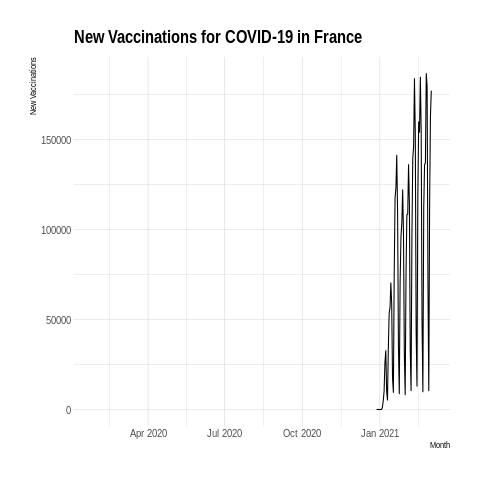 New Vaccinations for COVID-19 in France
New Vaccinations
150000
100000
50000
0
Apr 2020 Jul 2020 Oct 2020 Jan 2021
Month